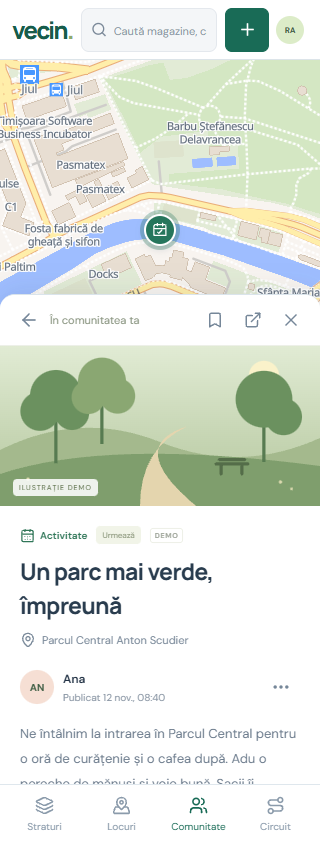 vecin.
Caută magazine, c
RA
Jiul
Jiul
Timișoara Software
Business Incubator
Barbu Ștefănescu
Delavrancea
Pasmatex
Pasmatex
C1
Fosta fabrică de
gheață și sifon
Docks
Sfânta Maria
În comunitatea ta
ILUSTRAȚIE DEMO
Activitate
Urmează
DEMO
Un parc mai verde,
împreună
Parcul Central Anton Scudier
AN
Ana
Publicat 12 nov., 08:40
Ne întâlnim la intrarea în Parcul Central pentru
o oră de curățenie și o cafea după. Adu o
pereche de mănuși și voie bună. Sacii îi
Straturi
Locuri
Comunitate
Circuit